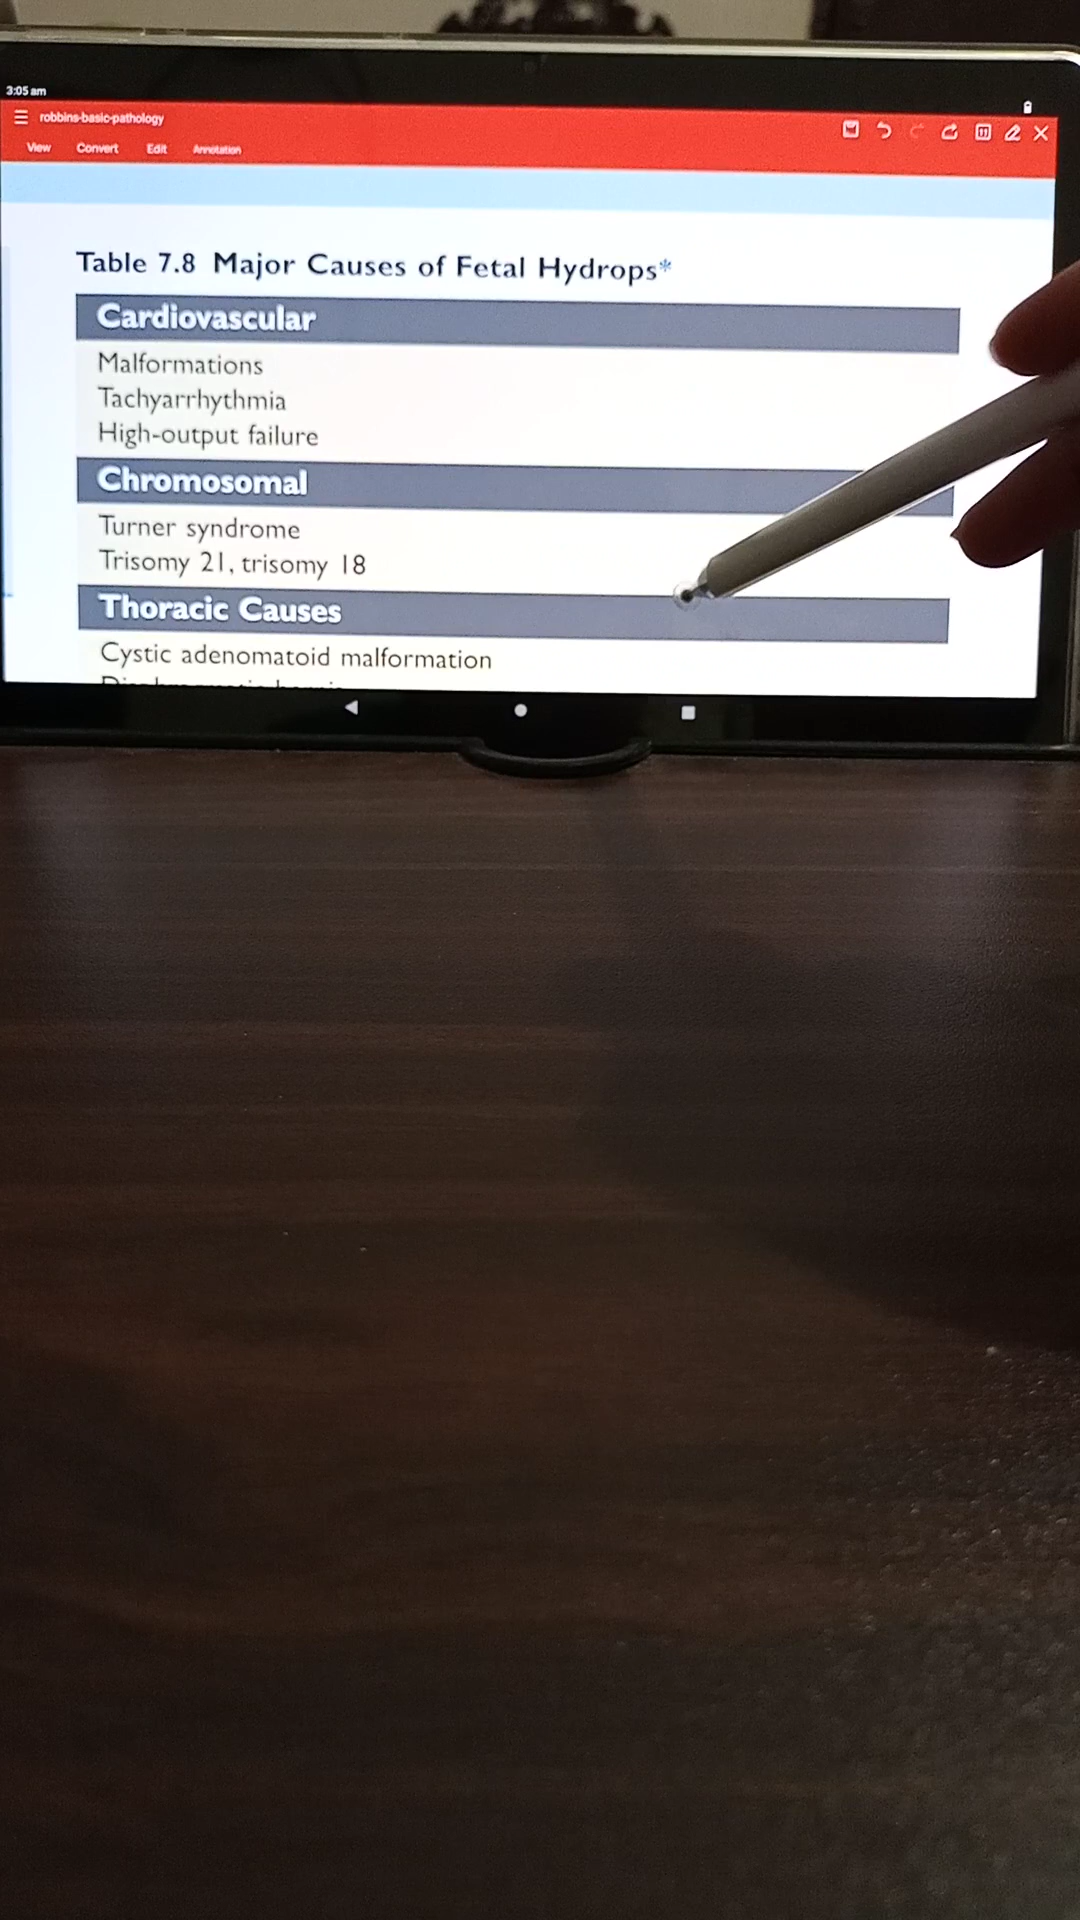 3:05 am
robbins-basic-pathology
View Convert Edit Annotation
Table 7.8 Major Causes of Fetal Hydrops*
Cardiovascular
Malformations
Tachyarrhythmia
High-output failure
Chromosomal
Turner syndrome
Trisomy 21, trisomy 18
Thoracic Causes
Cystic adenomatoid malformation